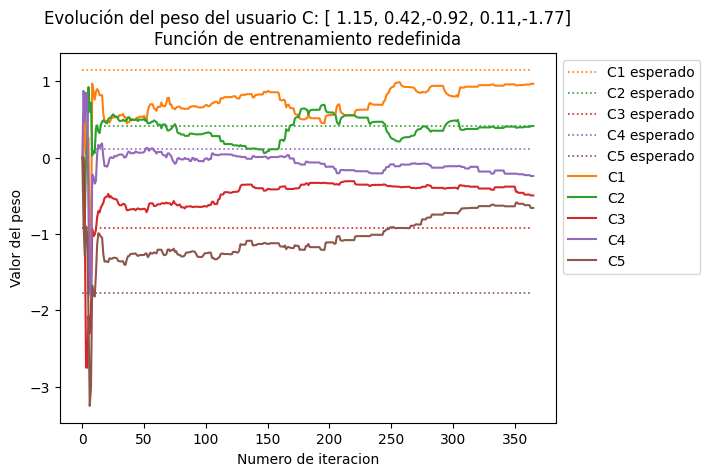 Evolución del peso del usuario C: [ 1.15, 0.42,-0.92, 0.11,-1.77]
Función de entrenamiento redefinida
C1 esperado
C2 esperado
C3 esperado
C4 esperado
C5 esperado
C1
C2
C3
C4
C5
Valor del peso
1
0
−1
−2
−3
0 50 100 150 200 250 300 350
Numero de iteracion